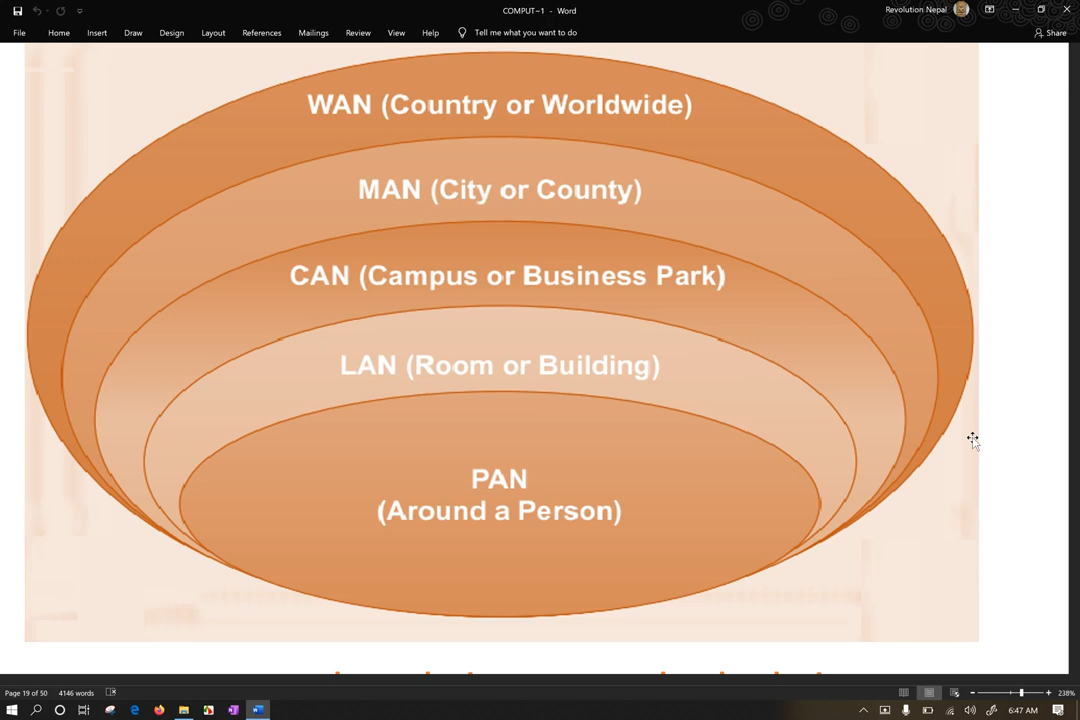 COMPUT~1 - Word
Revolution Nepal
File Home Insert Draw Design Layout References Mailings Review View Help Tell me what you want to do Share
WAN (Country or Worldwide)
MAN (City or County)
CAN (Campus or Business Park)
LAN (Room or Building)
PAN
(Around a Person)
Page 19 of 50 4146 words 238%
6:47 AM